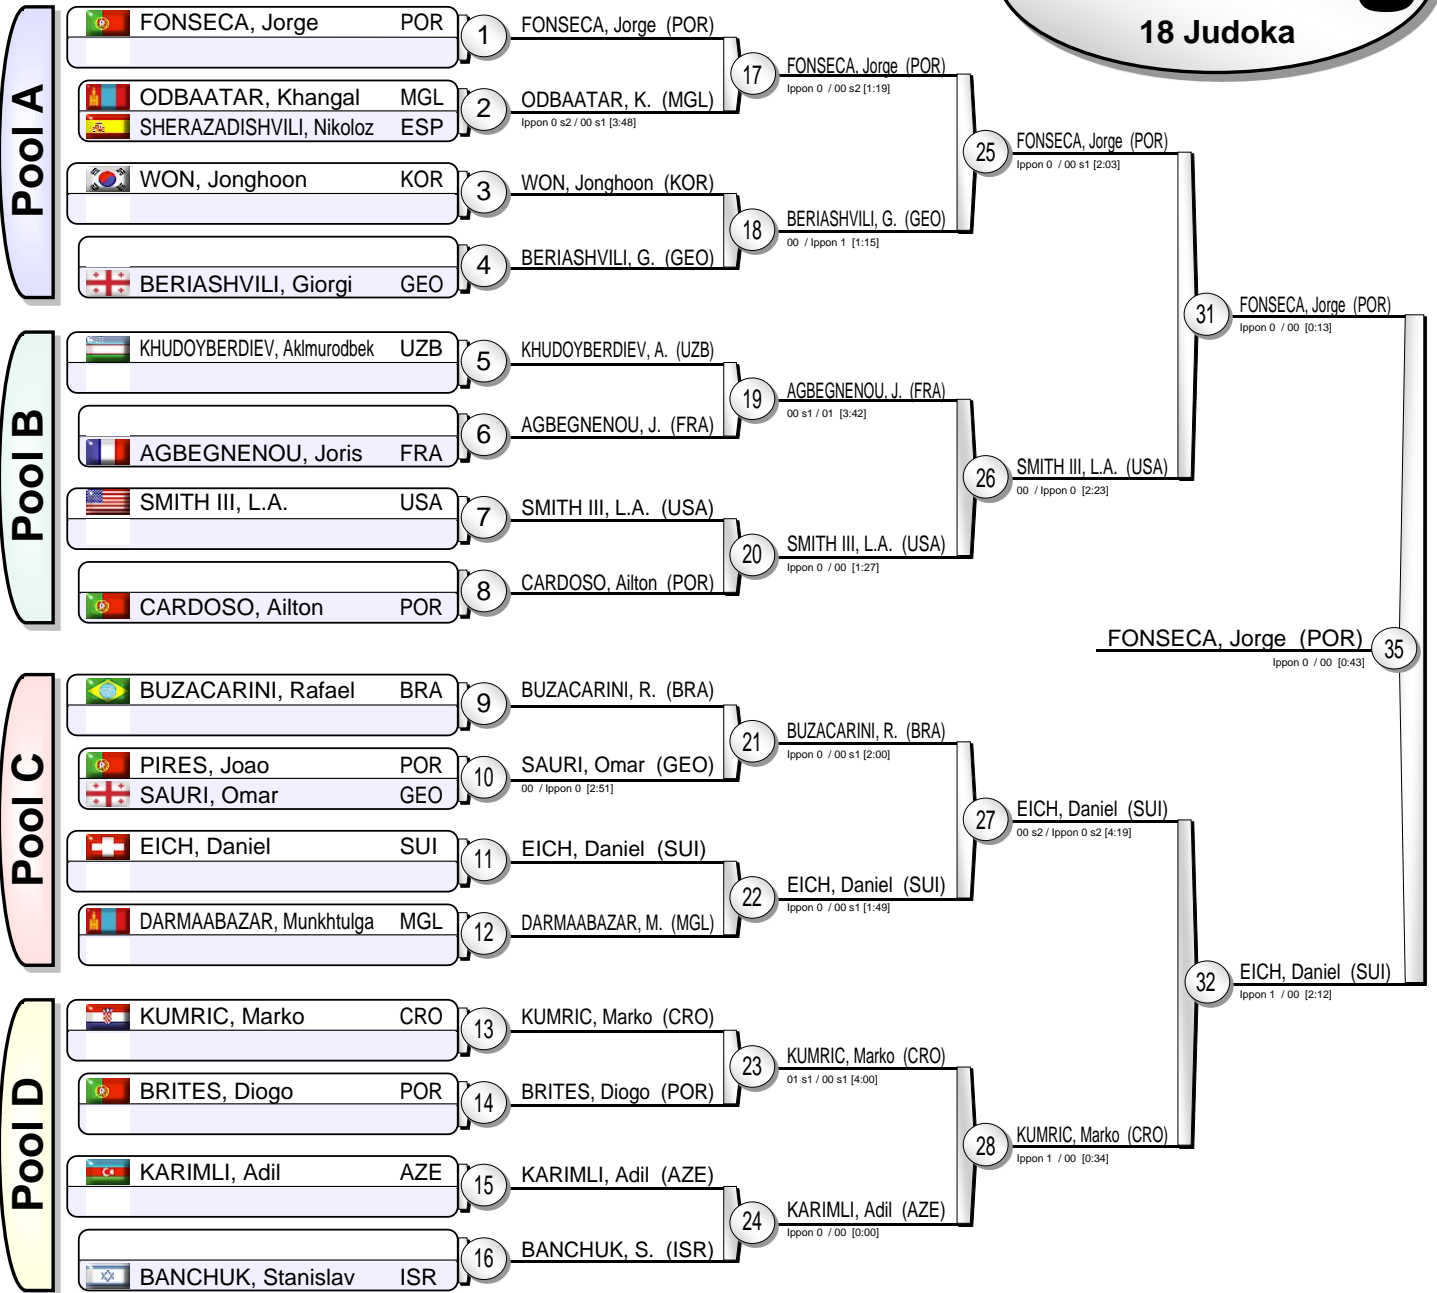 18 Judoka
Pool A
FONSECA, Jorge POR
1
ODBAATAR, Khangal MGL
SHERAZADISHVILI, Nikoloz ESP
2
WON, Jonghoon KOR
3
BERIASHVILI, Giorgi GEO
4
Pool B
KHUDOYBERDIEV, Aklmurodbek UZB
5
AGBEGNENOU, Joris FRA
6
SMITH III, L.A. USA
7
CARDOSO, Ailton POR
8
Pool C
BUZACARINI, Rafael BRA
9
PIRES, Joao POR
SAURI, Omar GEO
10
EICH, Daniel SUI
11
DARMAABAZAR, Munkhtulga MGL
12
Pool D
KUMRIC, Marko CRO
13
BRITES, Diogo POR
14
KARIMLI, Adil AZE
15
BANCHUK, Stanislav ISR
16
FONSECA, Jorge (POR)
17
ODBAATAR, K. (MGL)
Ippon 0 s2 / 00 s1 [3:48]
WON, Jonghoon (KOR)
18
BERIASHVILI, G. (GEO)
KHUDOYBERDIEV, A. (UZB)
19
AGBEGNENOU, J. (FRA)
SMITH III, L.A. (USA)
20
CARDOSO, Ailton (POR)
BUZACARINI, R. (BRA)
21
SAURI, Omar (GEO)
00 / Ippon 0 [2:51]
EICH, Daniel (SUI)
22
DARMAABAZAR, M. (MGL)
KUMRIC, Marko (CRO)
23
BRITES, Diogo (POR)
KARIMLI, Adil (AZE)
24
BANCHUK, S. (ISR)
FONSECA, Jorge (POR)
Ippon 0 / 00 s2 [1:19]
25
BERIASHVILI, G. (GEO)
00 / Ippon 1 [1:15]
AGBEGNENOU, J. (FRA)
00 s1 / 01 [3:42]
26
SMITH III, L.A. (USA)
Ippon 0 / 00 [1:27]
BUZACARINI, R. (BRA)
Ippon 0 / 00 s1 [2:00]
27
EICH, Daniel (SUI)
Ippon 0 / 00 s1 [1:49]
KUMRIC, Marko (CRO)
01 s1 / 00 s1 [4:00]
28
KARIMLI, Adil (AZE)
Ippon 0 / 00 [0:00]
FONSECA, Jorge (POR)
Ippon 0 / 00 s1 [2:03]
31
SMITH III, L.A. (USA)
00 / Ippon 0 [2:23]
EICH, Daniel (SUI)
00 s2 / Ippon 0 s2 [4:19]
32
KUMRIC, Marko (CRO)
Ippon 1 / 00 [0:34]
FONSECA, Jorge (POR)
Ippon 0 / 00 [0:13]
FONSECA, Jorge (POR)
35
Ippon 0 / 00 [0:43]
EICH, Daniel (SUI)
Ippon 1 / 00 [2:12]